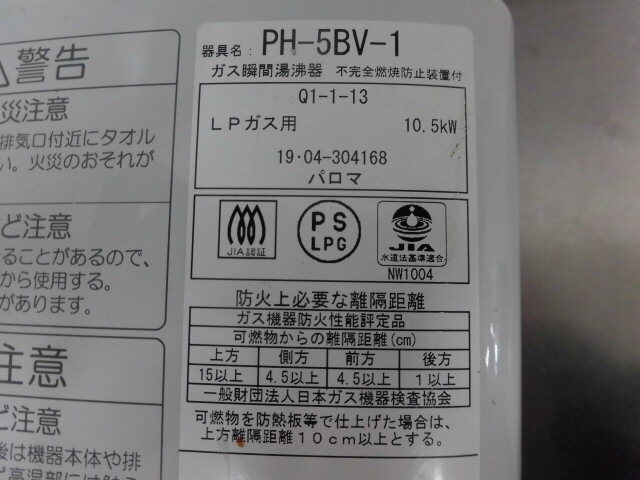 警告
災注意
排気口付近にタオル
い。火災のおそれが
ど注意
ることがあるので、
から使用する。
があります。
注意
ど注意
後は機器本体や排
器具名： PH-5BV-1
ガス瞬間湯沸器 不完全燃焼防止装置付
Q1-1-13
LPガス用 10.5kW
19・04-304168
パロマ
JIA認証
PS
LPG
JIA
水道法基準適合
NW1004
防火上必要な離隔距離
ガス機器防火性能評定品
可燃物からの離隔距離(cm)
上方 側方 前方 後方
15以上 4.5以上 4.5以上 1以上
一般財団法人日本ガス機器検査協会
可燃物を防熱板等で仕上げた場合は、
上方離隔距離10cm以上とする。